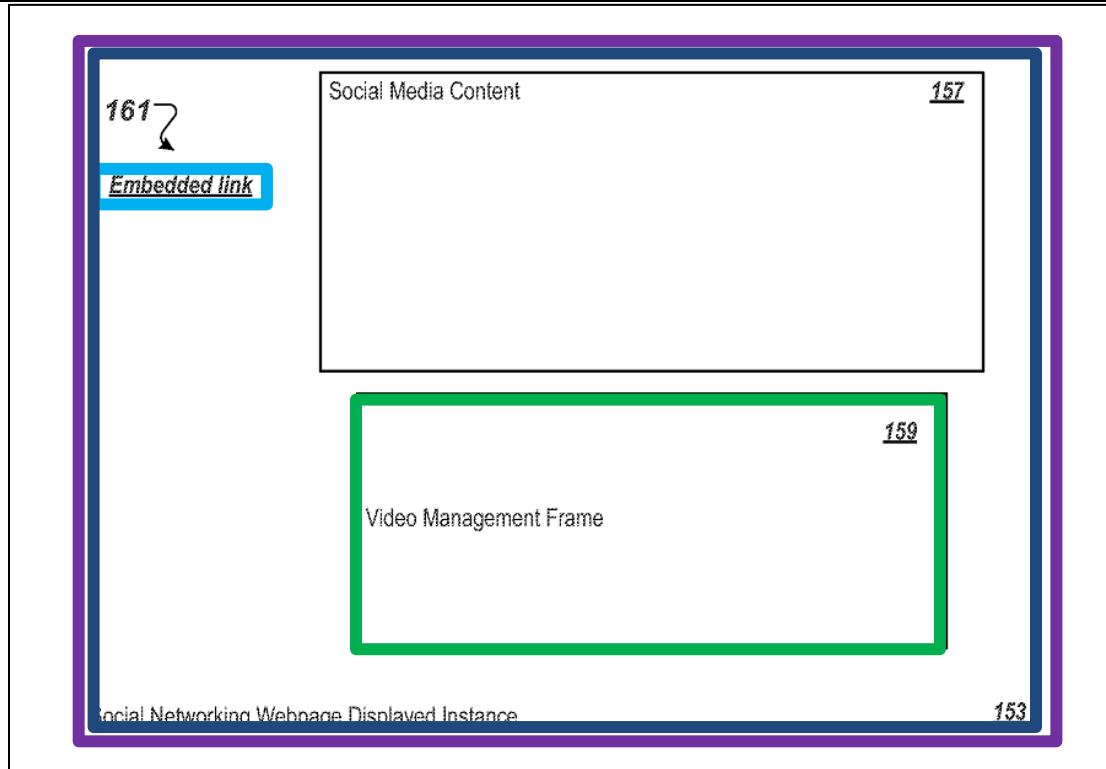 Social Media Content 157
161
Embedded link
159
Video Management Frame
Social Networking Webpage Displayed Instance 153